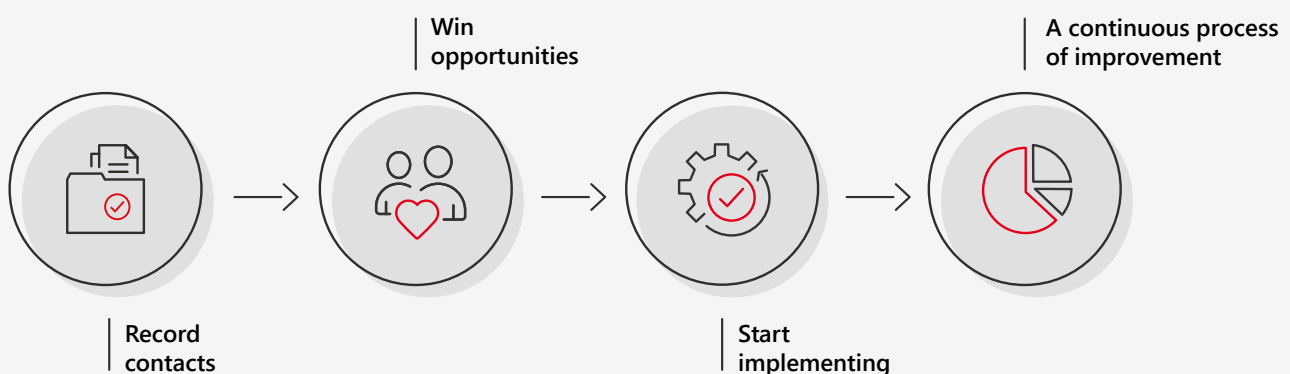 Record
contacts
Win
opportunities
Start
implementing
A continuous process
of improvement